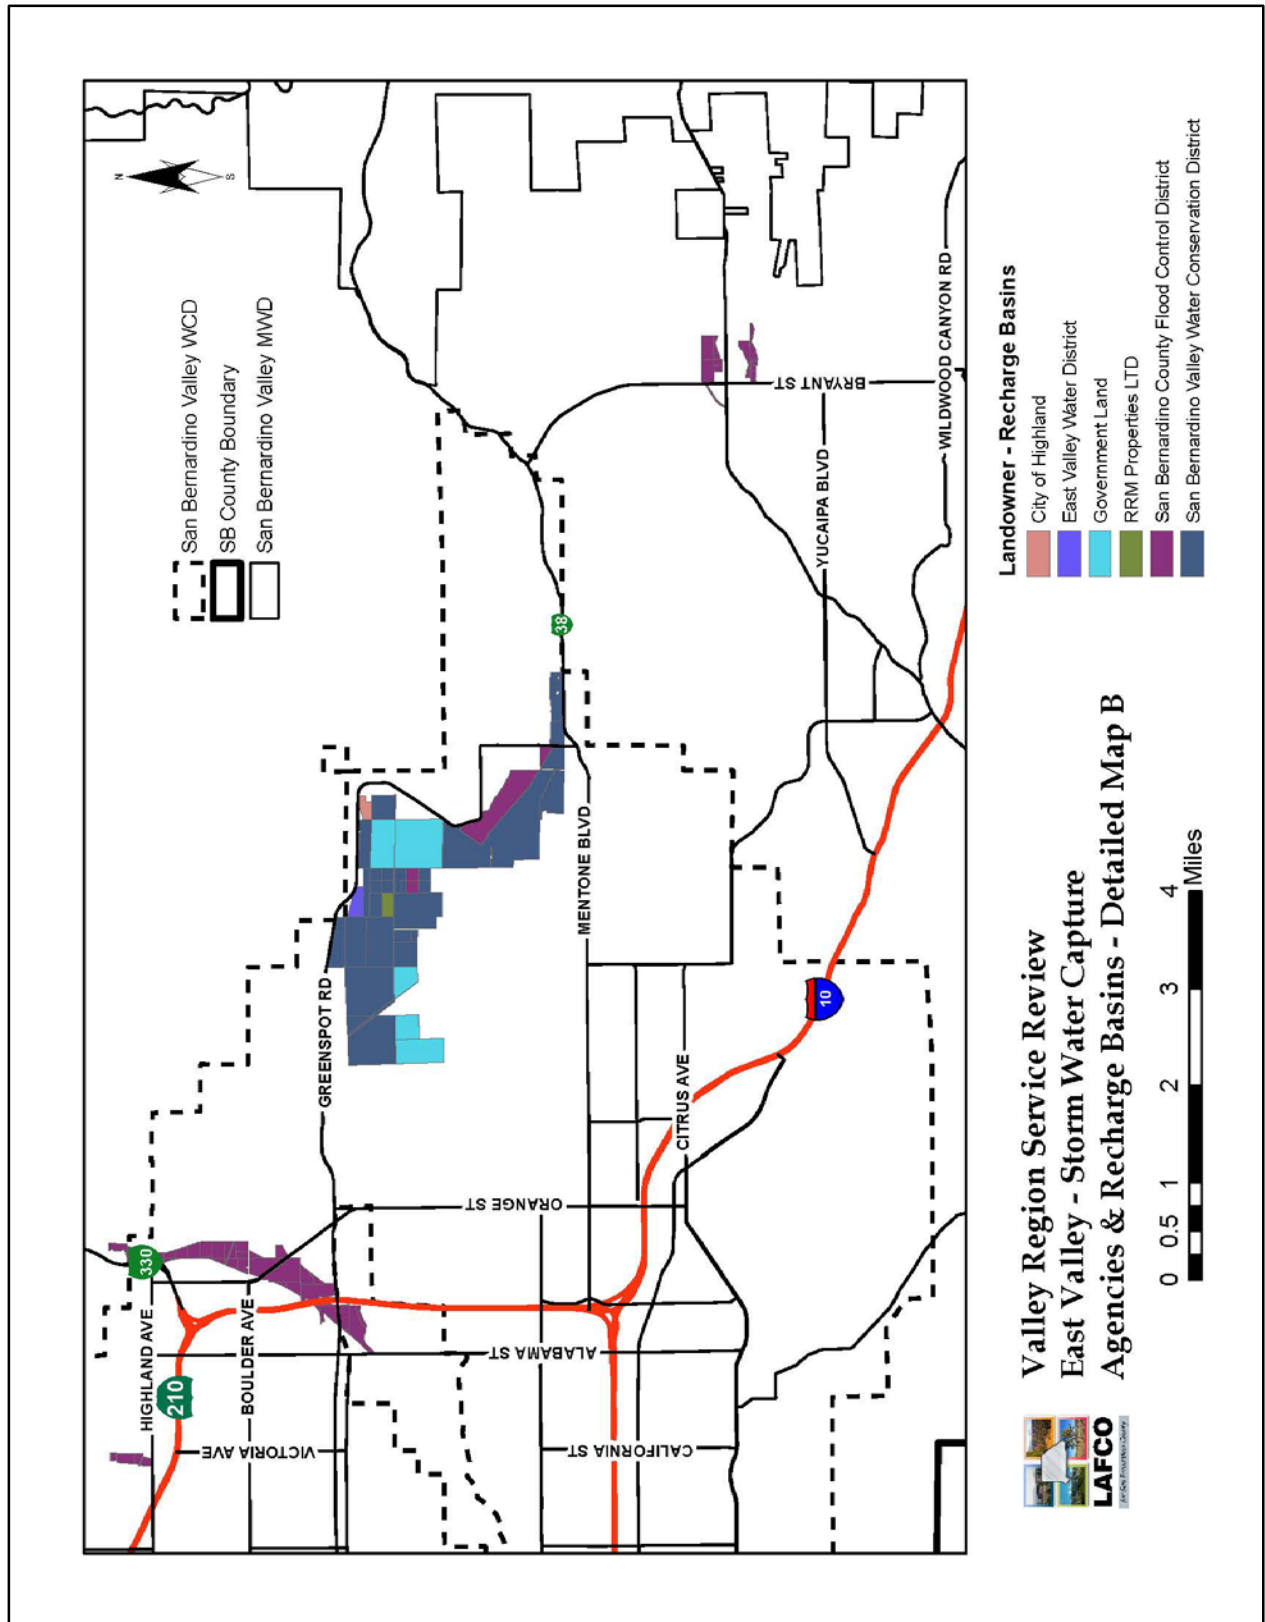 N
S
San Bernardino Valley WCD
SB County Boundary
San Bernardino Valley MWD
HIGHLAND AVE
330
210
BOULDER AVE
VICTORIA AVE
GREENSPOT RD
ORANGE ST
ALABAMA ST
CALIFORNIA ST
MENTONE BLVD
38
CITRUS AVE
10
BRYANT ST
YUCAIPA BLVD
WILDWOOD CANYON RD
LAFCO
Valley Region Service Review
East Valley - Storm Water Capture
Agencies & Recharge Basins - Detailed Map B
0 0.5 1 2 3 4
Miles
Landowner - Recharge Basins
City of Highland
East Valley Water District
Government Land
RRM Properties LTD
San Bernardino County Flood Control District
San Bernardino Valley Water Conservation District